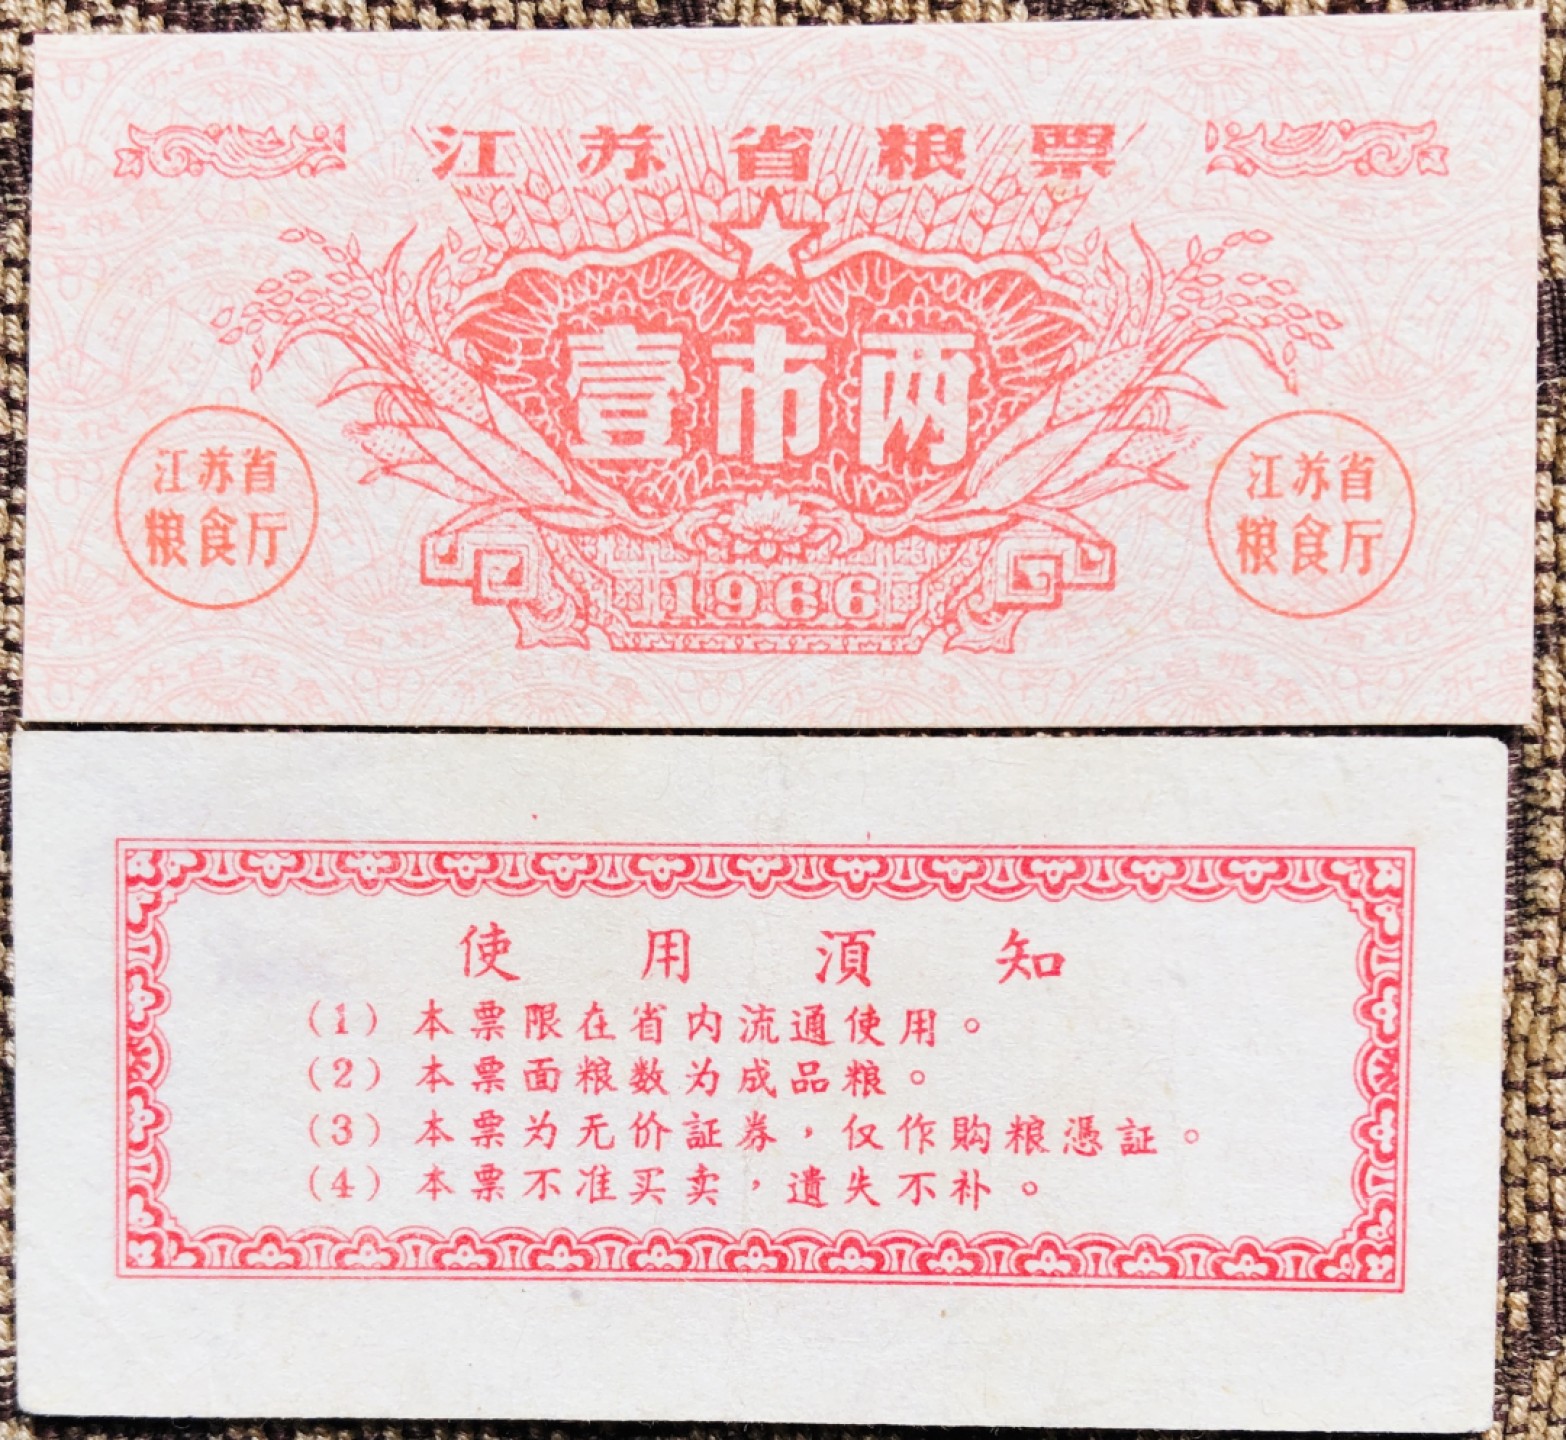 江苏省粮票
壹市两
江苏省
粮食厅
江苏省
粮食厅
1966
使用須知
(1) 本票限在省内流通使用。
(2) 本票面粮数为成品粮。
(3) 本票为无价証券，仅作购粮憑証。
(4) 本票不准买卖，遺失不补。